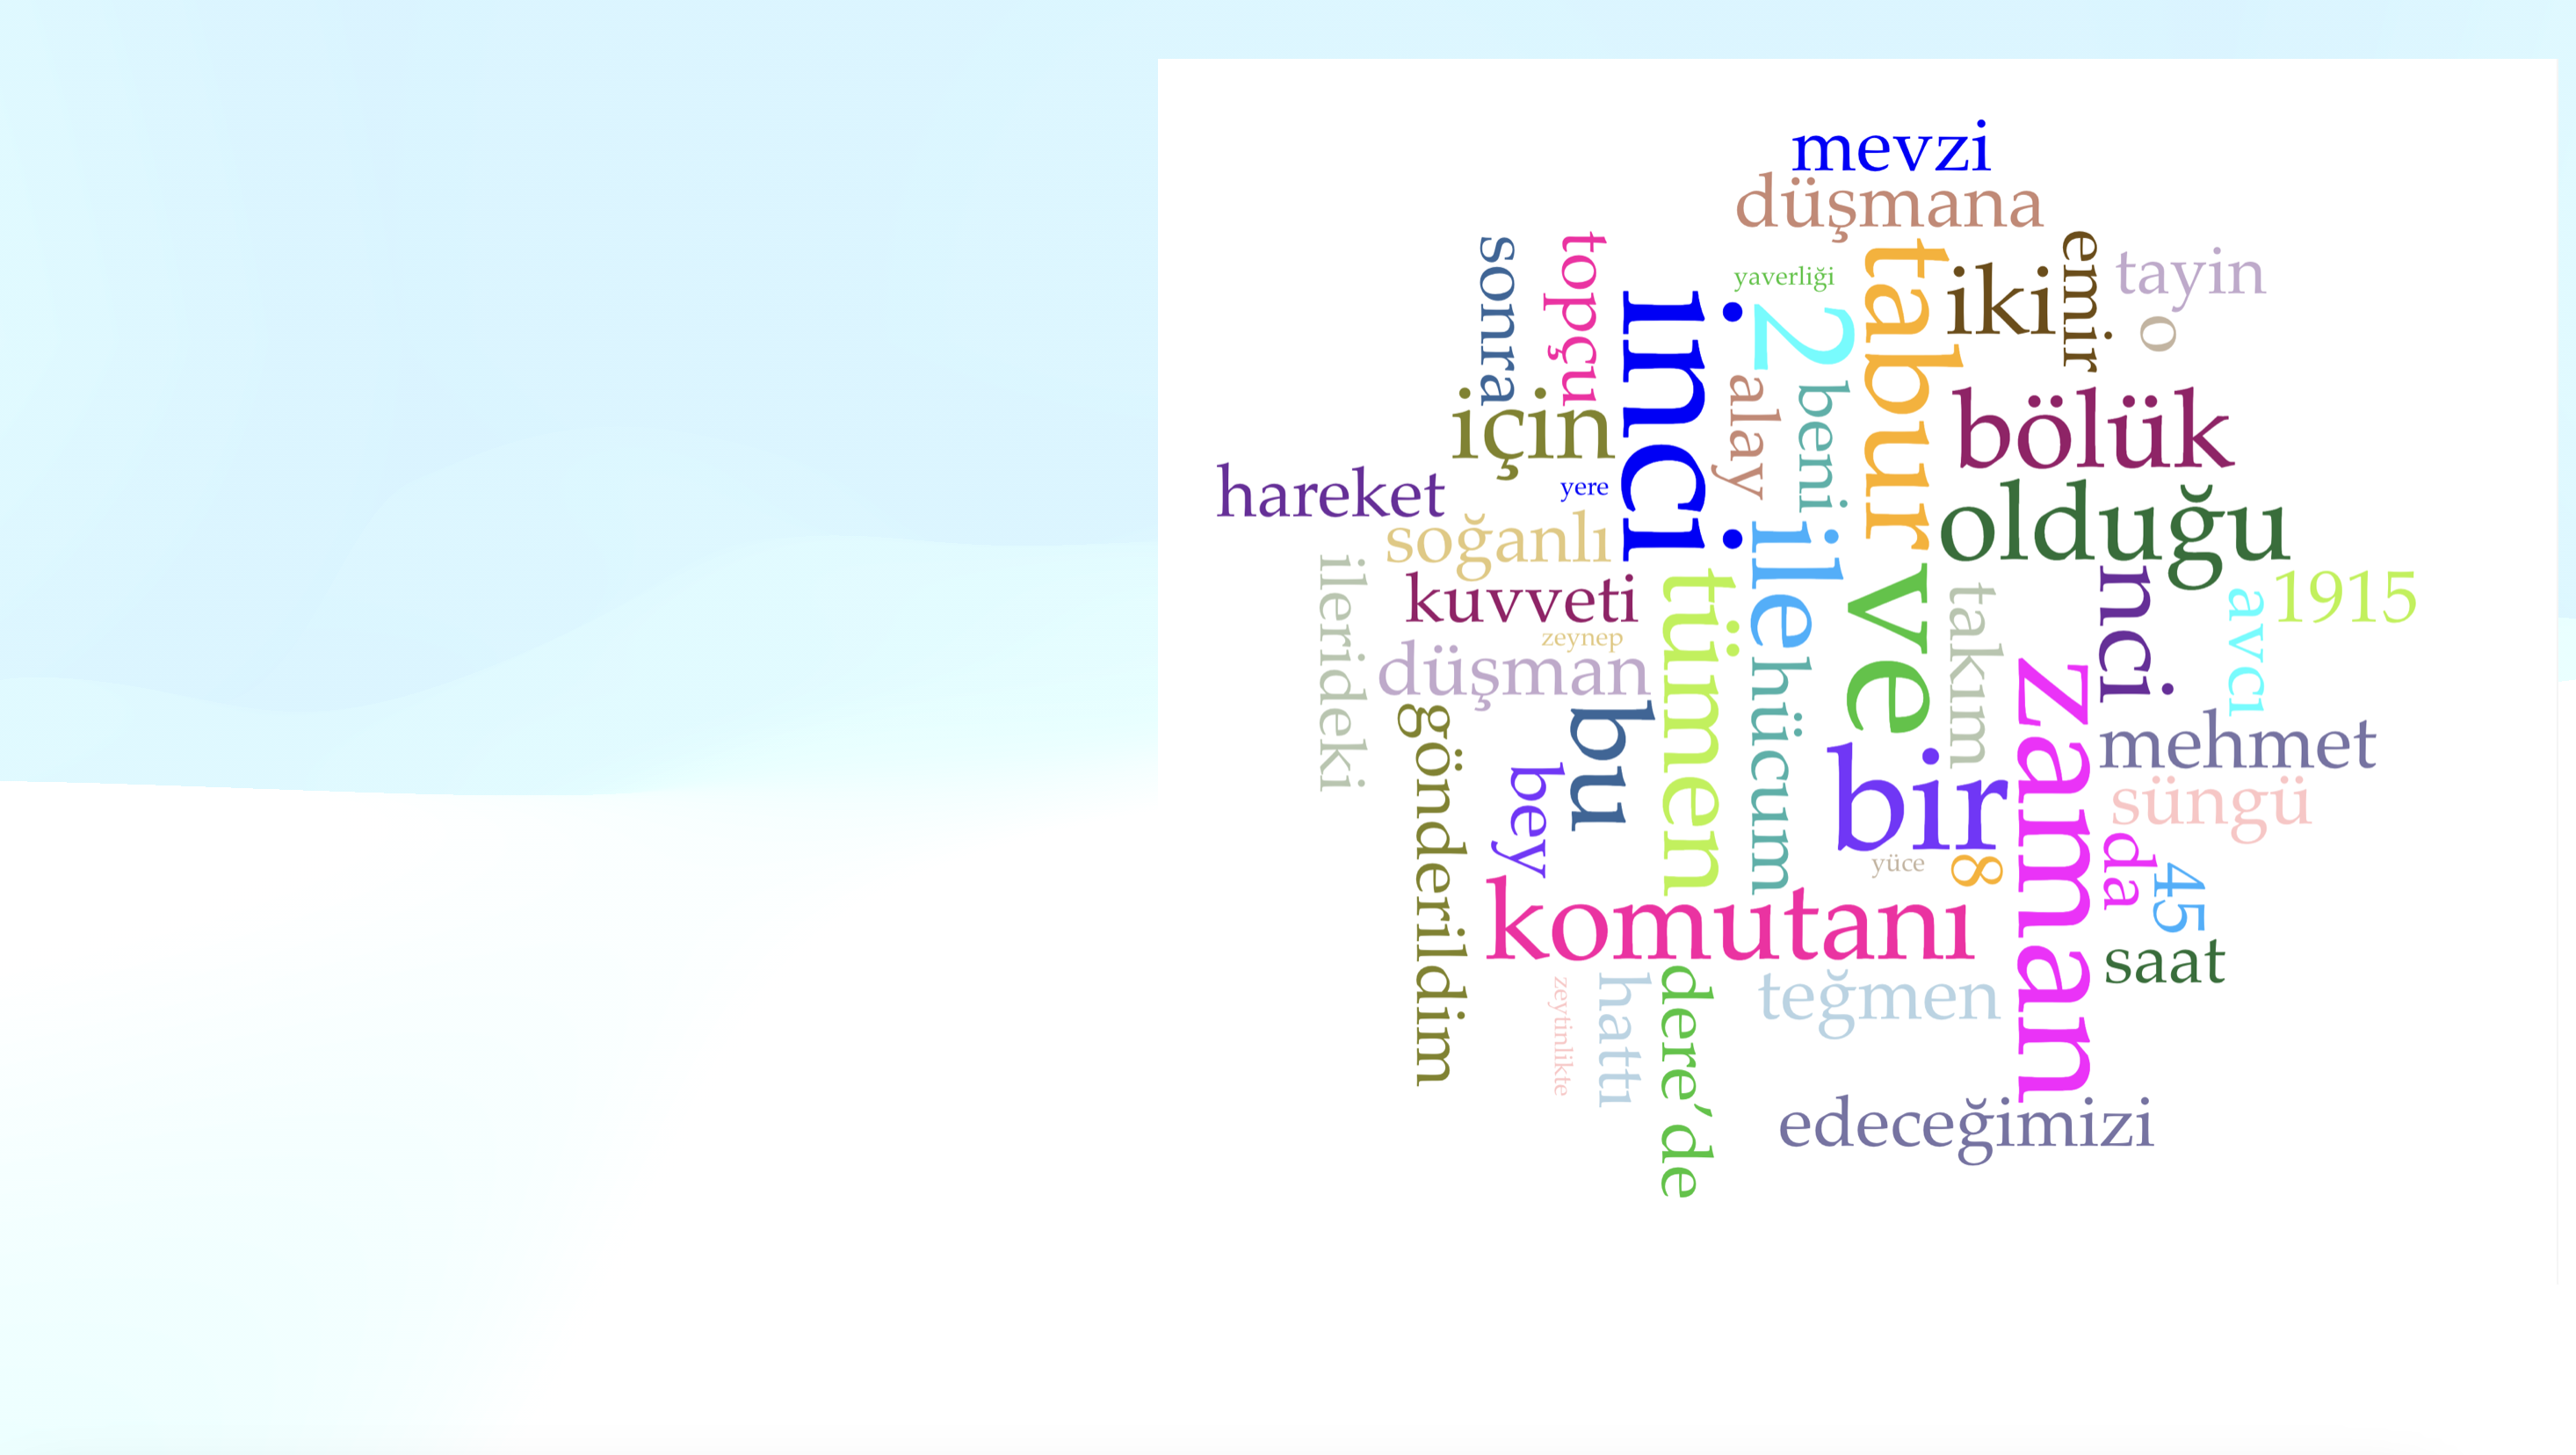 mevzi
düşmana
sonra
topçu
yaverliği
tabur
iki
emir
tayin
inci
2
o
alay
beni
için
bölük
hareket
yere
olduğu
soğanlı
ile
ilerideki
kuvveti
tümen
ve
takım
nci
avcı
1915
zeynep
düşman
hücum
zaman
gönderildim
bu
mehmet
bey
bir
süngü
yüce
8
da
45
komutanı
saat
zeytinlikte
hattı
dere’de
teğmen
edeceğimizi